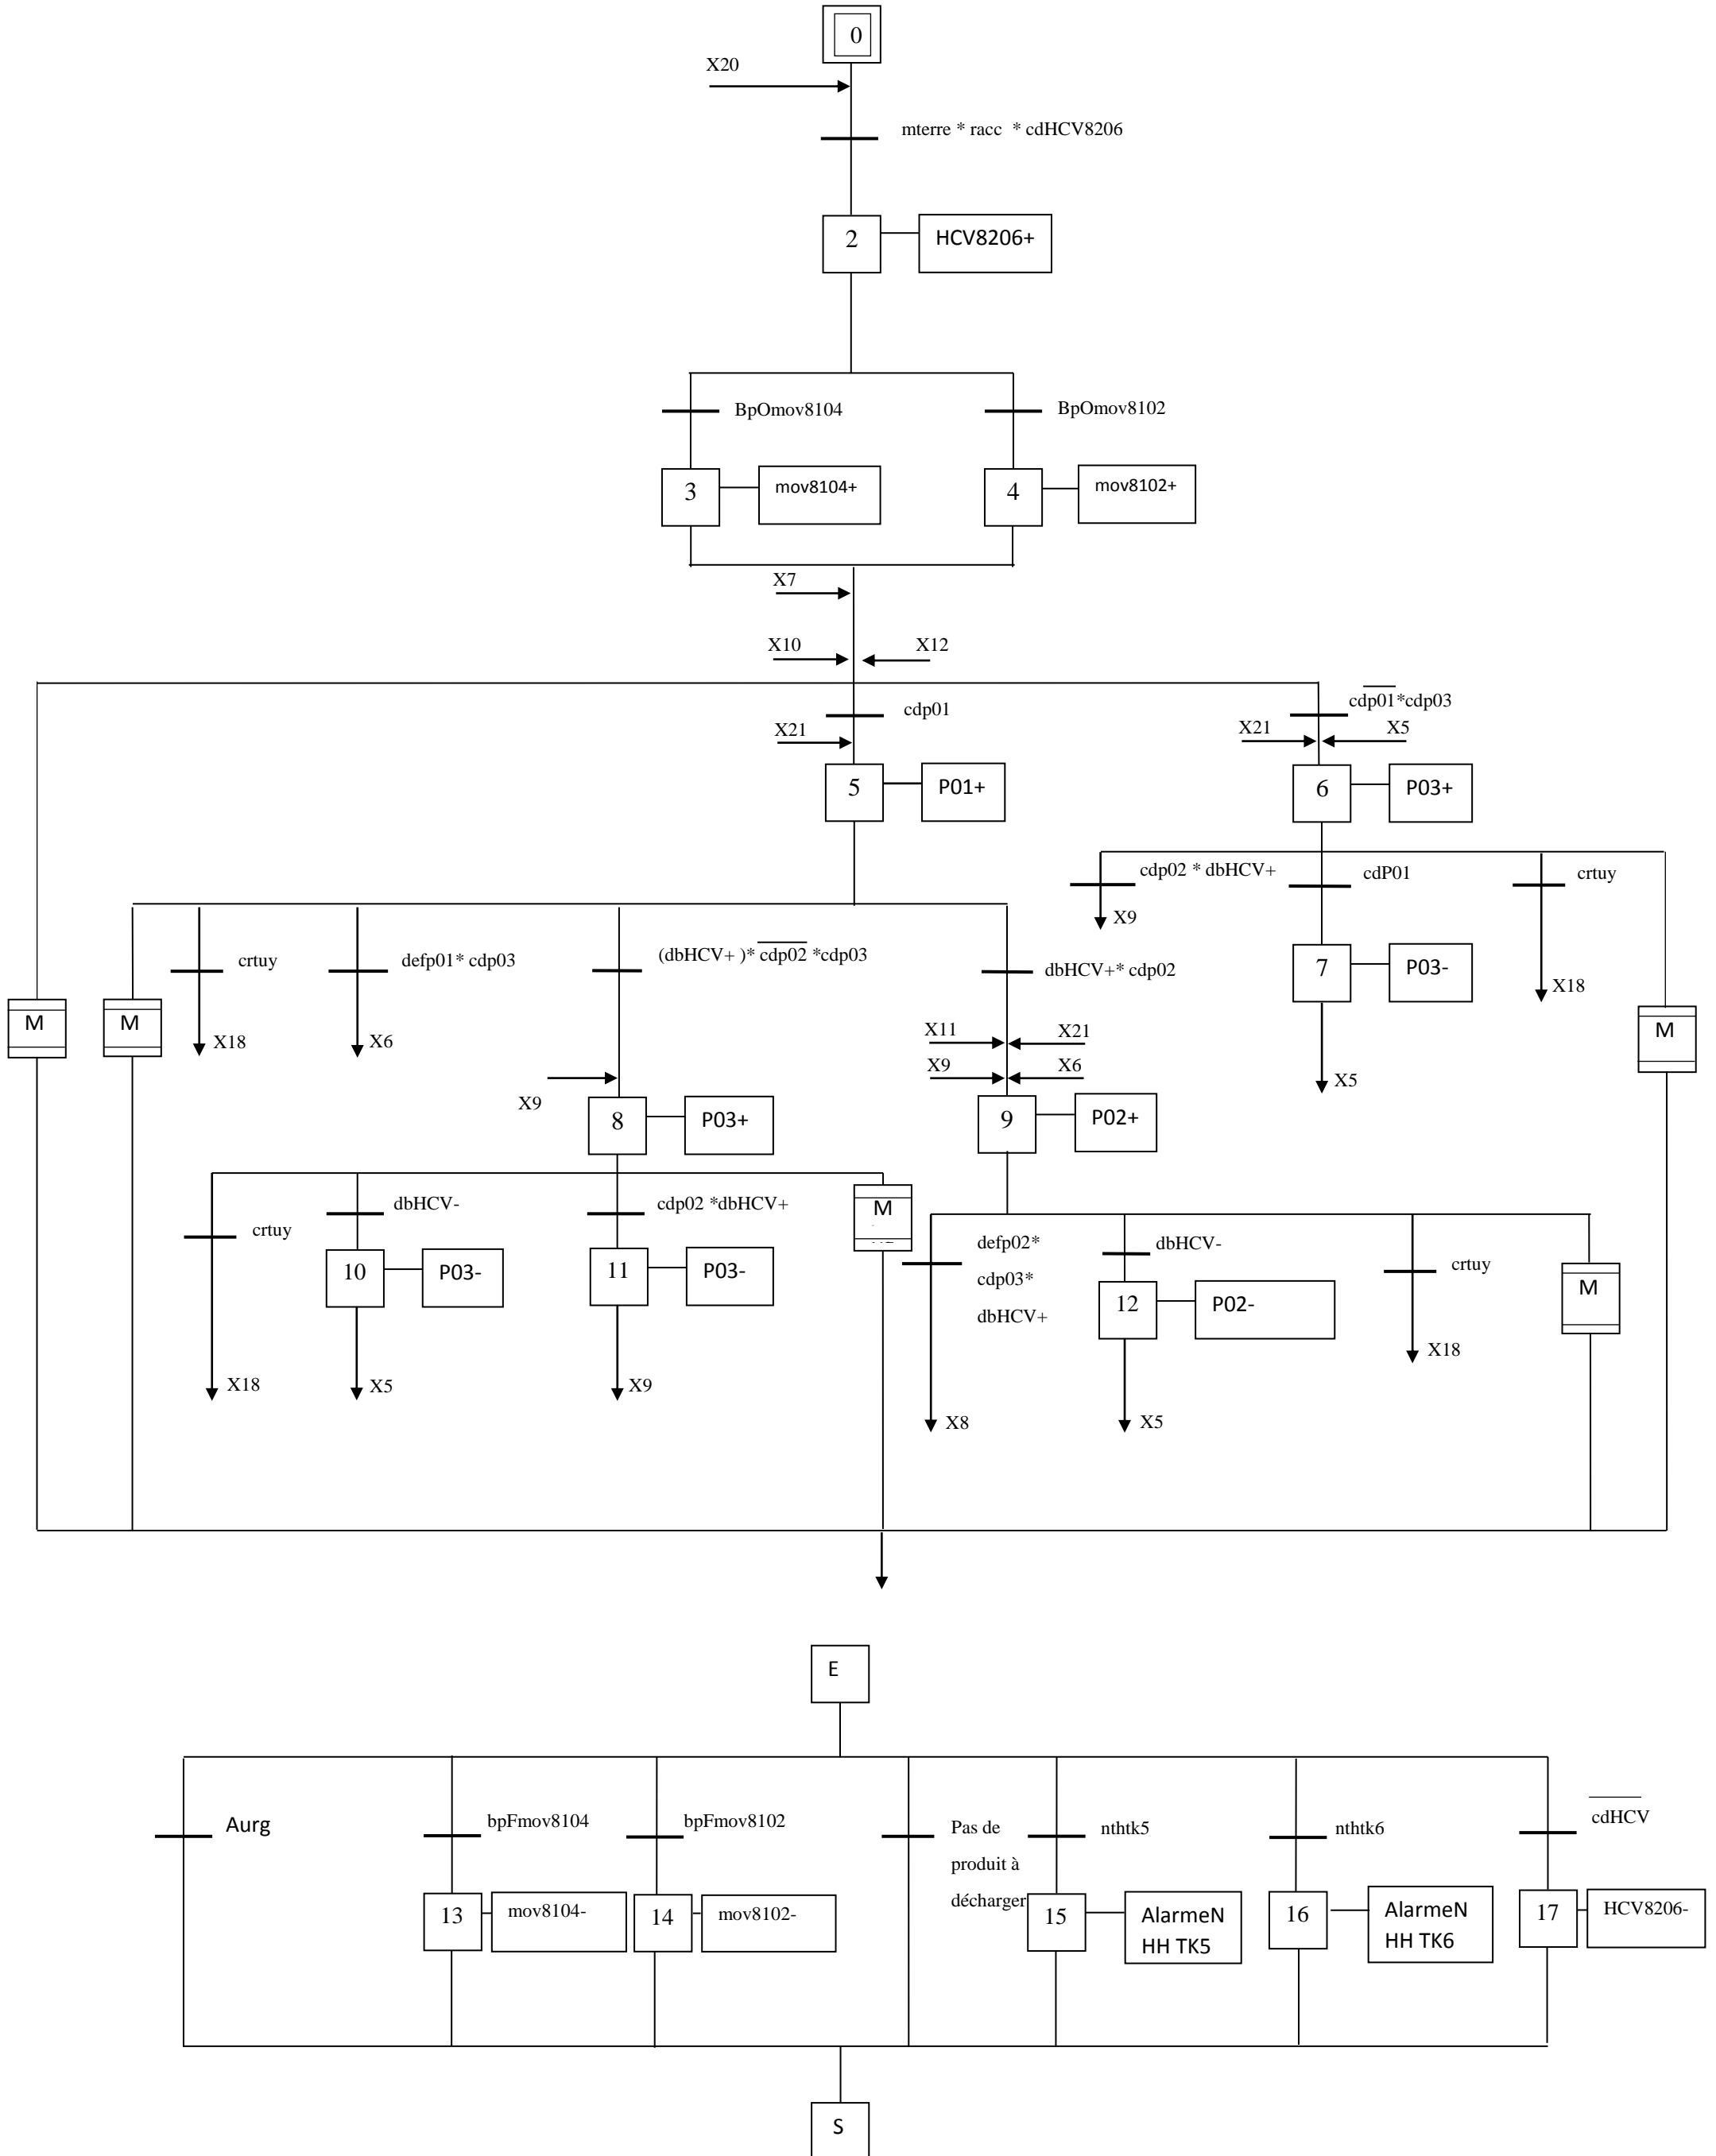 0
X20
mterre * racc * cdHCV8206
2
HCV8206+
BpOmov8104
BpOmov8102
3
mov8104+
4
mov8102+
X7
X10
X12
cdp01
cdp01*cdp03
X21
X21
X5
5
P01+
6
P03+
cdp02 * dbHCV+
cdP01
crtuy
X9
crtuy
defp01* cdp03
(dbHCV+ )* cdp02 *cdp03
dbHCV+* cdp02
7
P03-
X18
M
M
M
X18
X6
X11
X21
X9
X6
X5
X9
8
P03+
9
P02+
crtuy
dbHCV-
cdp02 *dbHCV+
M
defp02*
cdp03*
dbHCV+
dbHCV-
crtuy
10
P03-
11
P03-
12
P02-
M
X18
X5
X9
X8
X5
X18
E
Aurg
bpFmov8104
bpFmov8102
Pas de
produit à
décharger
nthtk5
nthtk6
cdHCV
13
mov8104-
14
mov8102-
15
AlarmeN
HH TK5
16
AlarmeN
HH TK6
17
HCV8206-
S